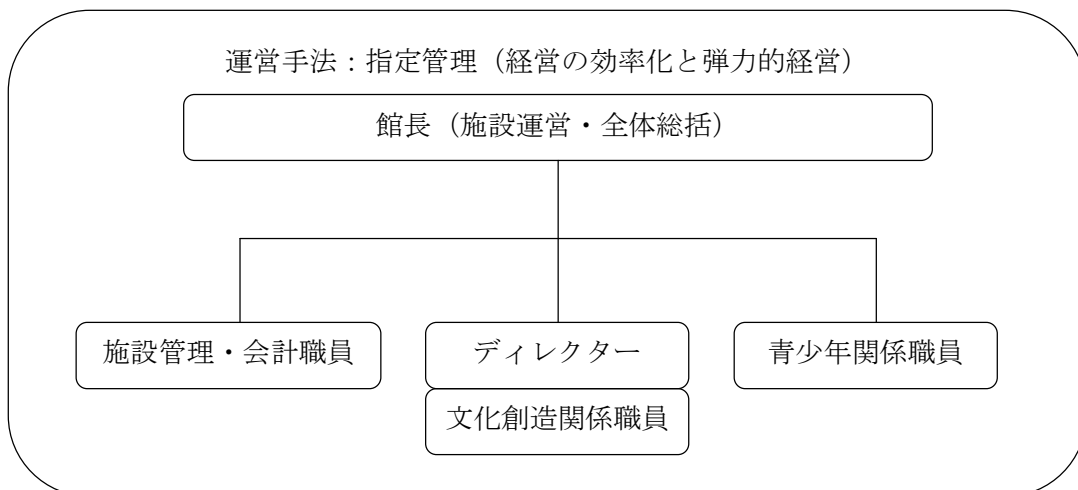 運営手法：指定管理（経営の効率化と弾力的経営）
館長（施設運営・全体総括）
施設管理・会計職員
ディレクター
青少年関係職員
文化創造関係職員